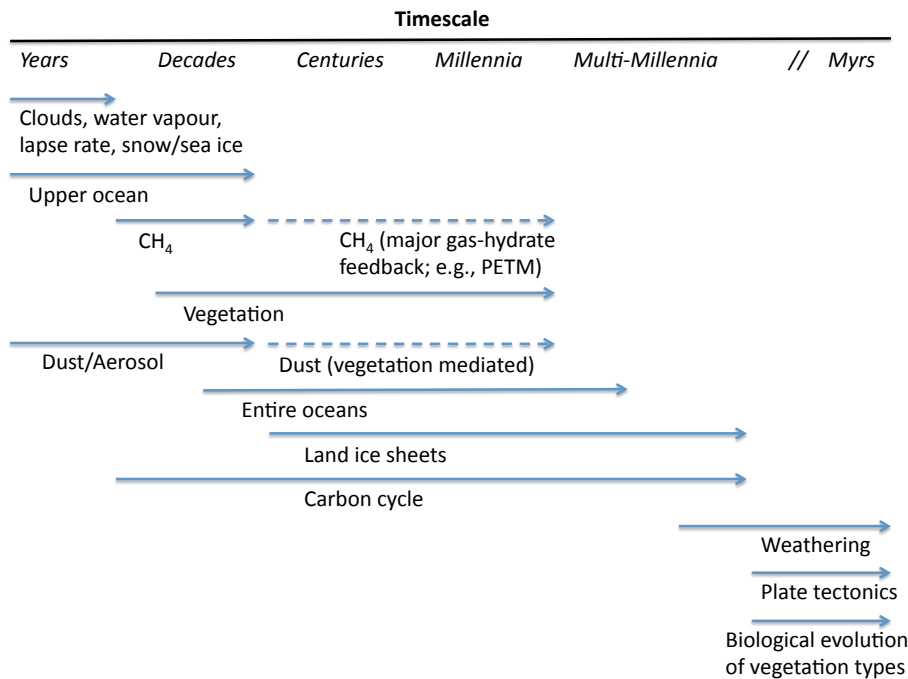 Timescale
Years Decades Centuries Millennia Multi-Millennia // Myrs
Clouds, water vapour,
lapse rate, snow/sea ice
Upper ocean
CH₄
CH₄ (major gas-hydrate
feedback; e.g., PETM)
Vegetation
Dust/Aerosol
Dust (vegetation mediated)
Entire oceans
Land ice sheets
Carbon cycle
Weathering
Plate tectonics
Biological evolution
of vegetation types